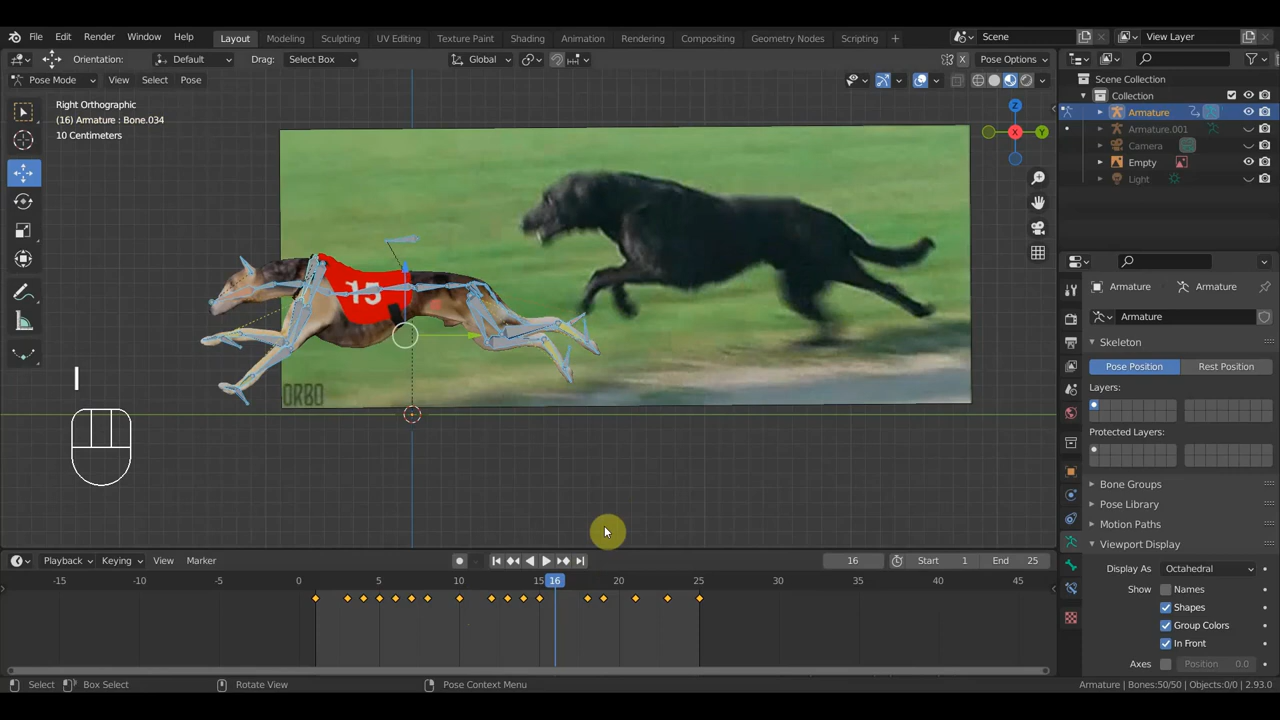 File Edit Render Window Help Layout Modeling Sculpting UV Editing Texture Paint Shading Animation Rendering Compositing Geometry Nodes Scripting + Scene View Layer
Orientation: Default Drag: Select Box Global Pose Options
Pose Mode View Select Pose
Right Orthographic
(16) Armature : Bone.034
10 Centimeters
Z
X
Y
15
ORBO
I
Scene Collection
Collection
Armature
Armature.001
Camera
Empty
Light
Armature Armature
Armature
Skeleton
Pose Position Rest Position
Layers:
Protected Layers:
Bone Groups
Pose Library
Motion Paths
Viewport Display
Display As Octahedral
Show Names
Shapes
Group Colors
In Front
Axes Position 0.0
Playback Keying View Marker 16 Start 1 End 25
-15 -10 -5 0 5 10 15 16 20 25 30 35 40 45
Select Box Select Rotate View Pose Context Menu Armature | Bones:50/50 | Objects:0/0 | 2.93.0